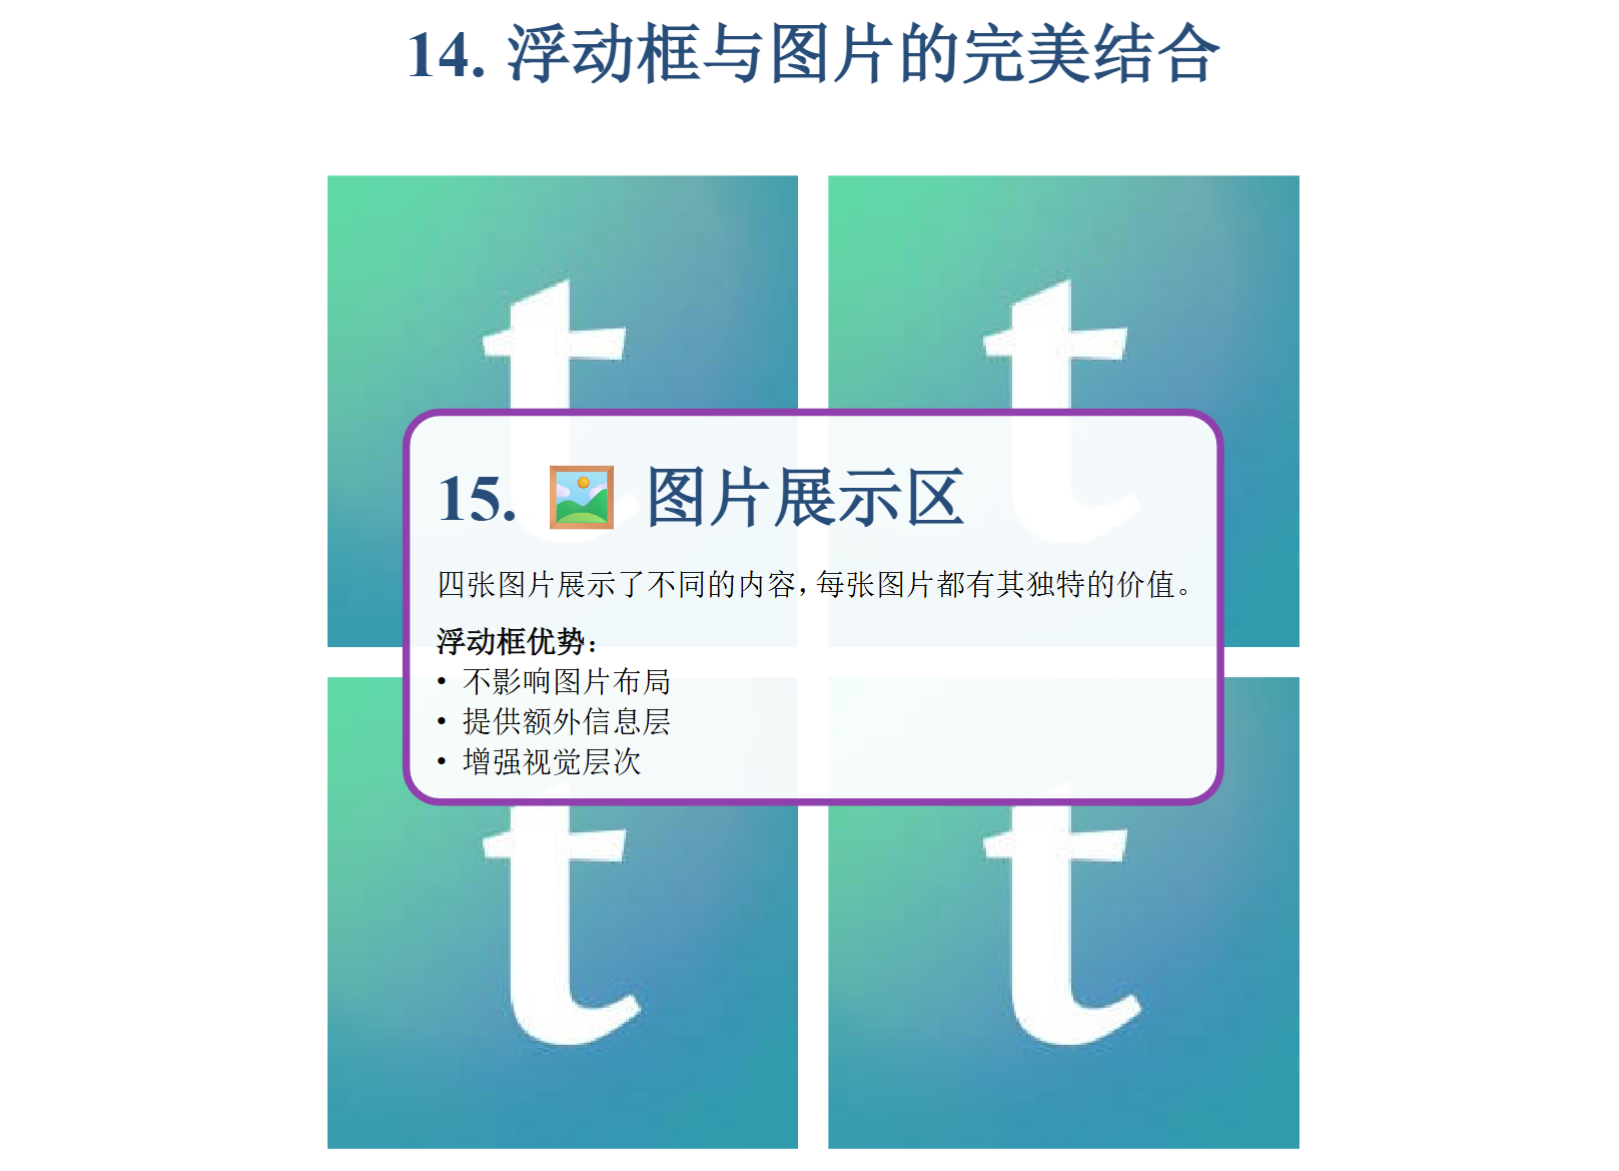 14. 浮动框与图片的完美结合
t t
15. 🖼️ 图片展示区
四张图片展示了不同的内容，每张图片都有其独特的价值。
浮动框优势：
• 不影响图片布局
• 提供额外信息层
• 增强视觉层次
t t